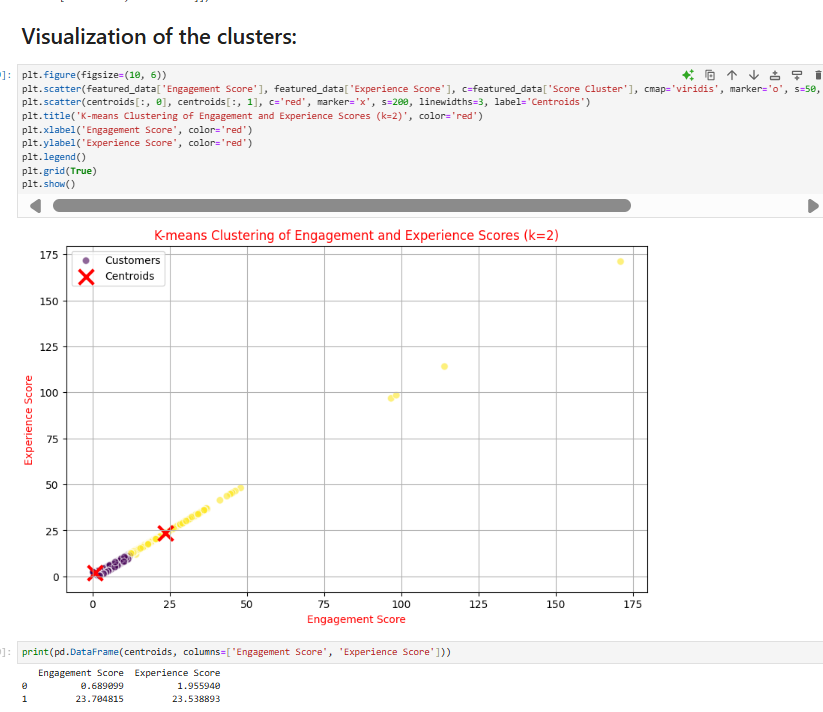 Visualization of the clusters:
]:
plt.figure(figsize=(10, 6))
plt.scatter(featured_data['Engagement Score'], featured_data['Experience Score'], c=featured_data['Score Cluster'], cmap='viridis', marker='o', s=50,
plt.scatter(centroids[:, 0], centroids[:, 1], c='red', marker='x', s=200, linewidths=3, label='Centroids')
plt.title('K-means Clustering of Engagement and Experience Scores (k=2)', color='red')
plt.xlabel('Engagement Score', color='red')
plt.ylabel('Experience Score', color='red')
plt.legend()
plt.grid(True)
plt.show()
K-means Clustering of Engagement and Experience Scores (k=2)
Customers
Centroids
175
150
125
100
75
50
25
0
Experience Score
0 25 50 75 100 125 150 175
Engagement Score
]:
print(pd.DataFrame(centroids, columns=['Engagement Score', 'Experience Score']))
Engagement Score Experience Score
0 0.689099 1.955940
1 23.704815 23.538893